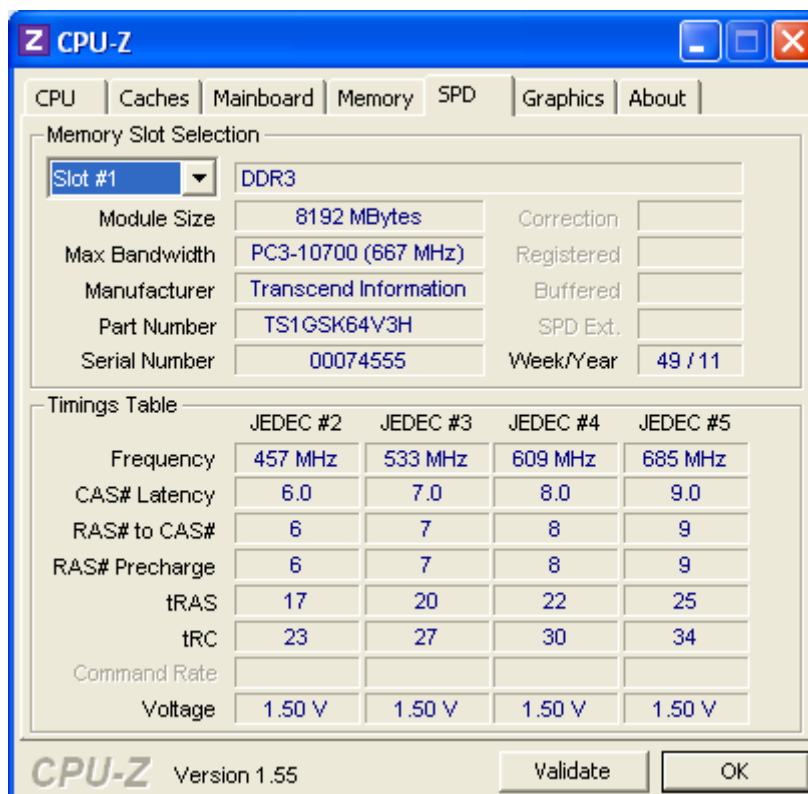 Z CPU-Z
CPU Caches Mainboard Memory SPD Graphics About
Memory Slot Selection
Slot #1 DDR3
Module Size 8192 MBytes Correction
Max Bandwidth PC3-10700 (667 MHz) Registered
Manufacturer Transcend Information Buffered
Part Number TS1GSK64V3H SPD Ext.
Serial Number 00074555 Week/Year 49 / 11
Timings Table
JEDEC #2 JEDEC #3 JEDEC #4 JEDEC #5
Frequency 457 MHz 533 MHz 609 MHz 685 MHz
CAS# Latency 6.0 7.0 8.0 9.0
RAS# to CAS# 6 7 8 9
RAS# Precharge 6 7 8 9
tRAS 17 20 22 25
tRC 23 27 30 34
Command Rate
Voltage 1.50 V 1.50 V 1.50 V 1.50 V
CPU-Z Version 1.55 Validate OK